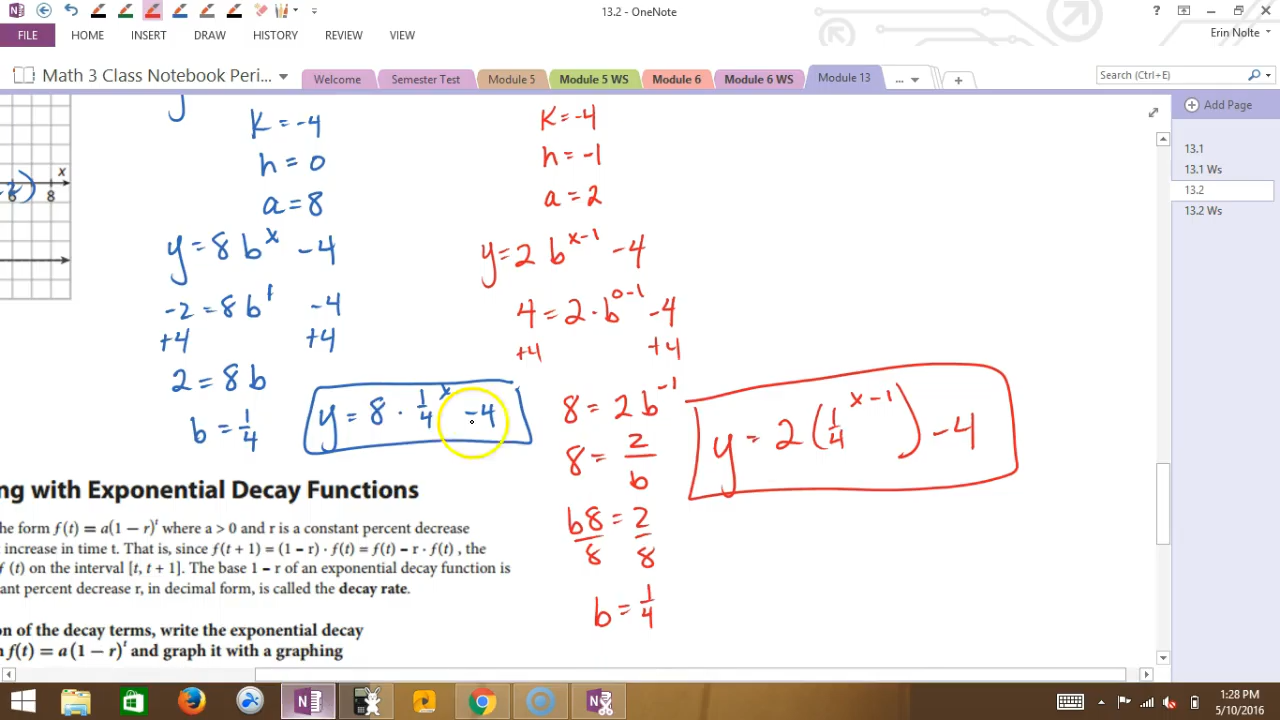 13.2 - OneNote
FILE HOME INSERT DRAW HISTORY REVIEW VIEW
Erin Nolte
Math 3 Class Notebook Peri...
Welcome Semester Test Module 5 Module 5 WS Module 6 Module 6 WS Module 13 ...
Search (Ctrl+E)
Add Page
13.1
13.1 Ws
13.2
13.2 Ws
x
8
K = -4
h = 0
a = 8
y = 8 b^x - 4
-2 = 8b^1 - 4
+4 +4
2 = 8b
b = 1/4
y = 8 · 1/4^x - 4
K = -4
h = -1
a = 2
y = 2 b^(x-1) - 4
4 = 2 · b^(0-1) - 4
+4 +4
8 = 2b^-1
8 = 2/b
b8/8 = 2/8
b = 1/4
y = 2(1/4^(x-1)) - 4
ng with Exponential Decay Functions
he form f(t) = a(1 − r)^t where a > 0 and r is a constant percent decrease
increase in time t. That is, since f(t + 1) = (1 − r) · f(t) = f(t) − r · f(t) , the
f (t) on the interval [t, t + 1]. The base 1 − r of an exponential decay function is
ant percent decrease r, in decimal form, is called the decay rate.
on of the decay terms, write the exponential decay
f(t) = a(1 − r)^t and graph it with a graphing
1:28 PM
5/10/2016